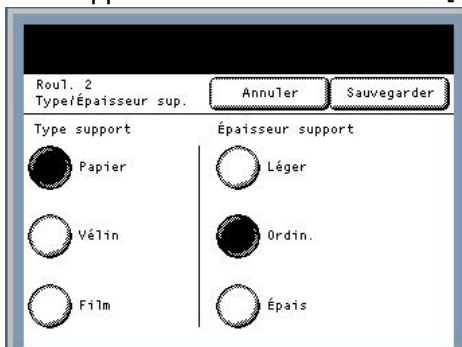 Roul. 2
Type/Épaisseur sup.
Annuler
Sauvegarder
Type support
Épaisseur support
Papier
Léger
Vélin
Ordin.
Film
Épais